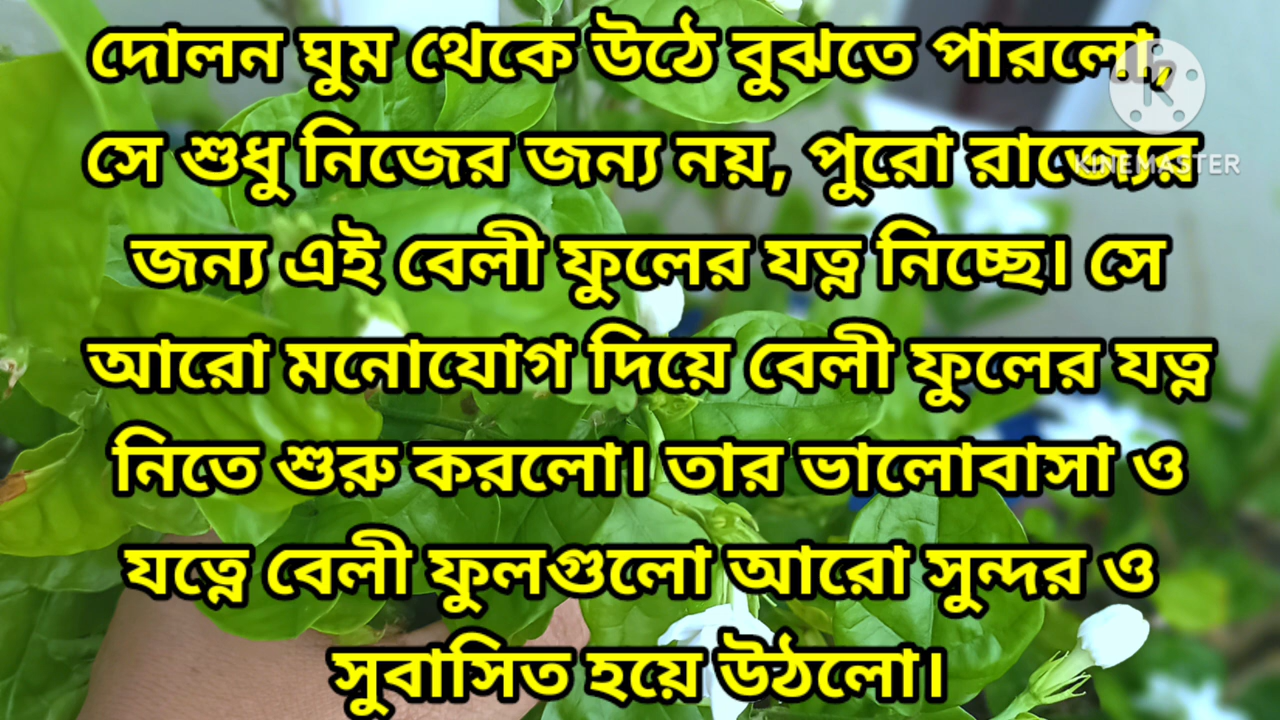 দোলন ঘুম থেকে উঠে বুঝতে পারলো,
সে শুধু নিজের জন্য নয়, পুরো রাজ্যের
জন্য এই বেলী ফুলের যত্ন নিচ্ছে। সে
আরো মনোযোগ দিয়ে বেলী ফুলের যত্ন
নিতে শুরু করলো। তার ভালোবাসা ও
যত্নে বেলী ফুলগুলো আরো সুন্দর ও
সুবাসিত হয়ে উঠলো।
K
KINEMASTER